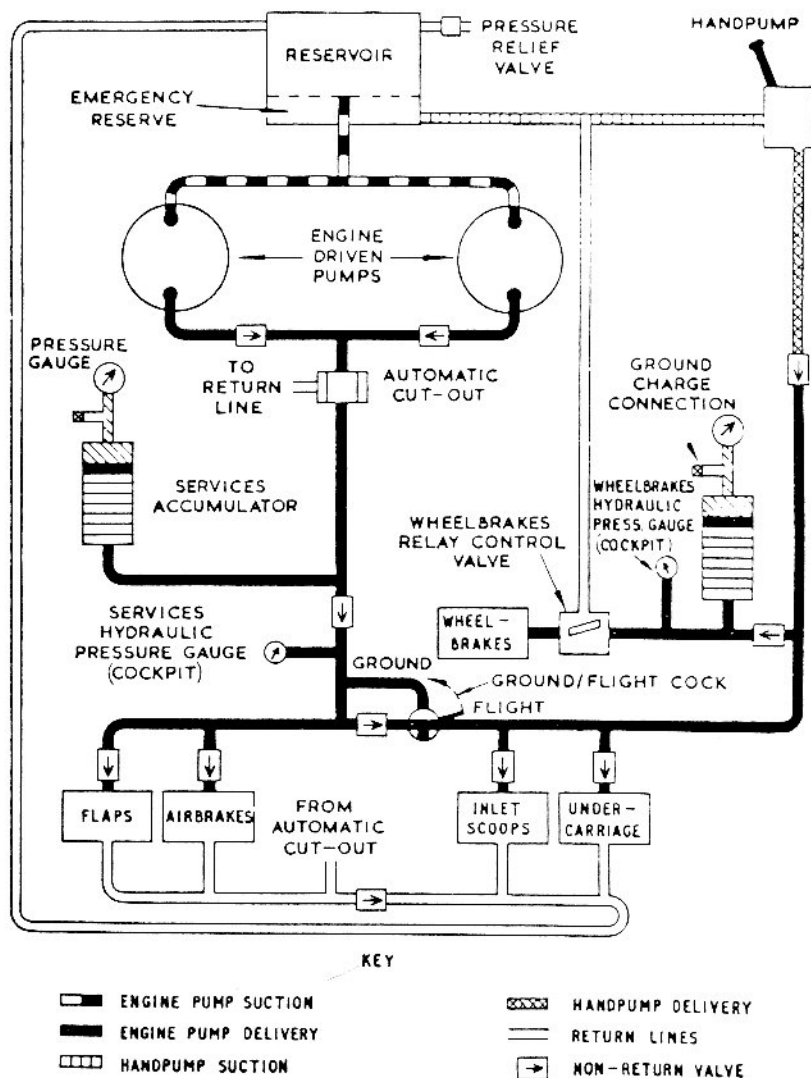 RESERVOIR
PRESSURE
RELIEF
VALVE
HANDPUMP
EMERGENCY
RESERVE
ENGINE
DRIVEN
PUMPS
PRESSURE
GAUGE
TO
RETURN
LINE
AUTOMATIC
CUT-OUT
GROUND
CHARGE
CONNECTION
SERVICES
ACCUMULATOR
WHEELBRAKES
HYDRAULIC
PRESS. GAUGE
(COCKPIT)
WHEELBRAKES
RELAY CONTROL
VALVE
SERVICES
HYDRAULIC
PRESSURE GAUGE
(COCKPIT)
WHEEL-
BRAKES
GROUND
GROUND/FLIGHT COCK
FLIGHT
FLAPS
AIRBRAKES
FROM
AUTOMATIC
CUT-OUT
INLET
SCOOPS
UNDER-
CARRIAGE
KEY
ENGINE PUMP SUCTION
ENGINE PUMP DELIVERY
HANDPUMP SUCTION
HANDPUMP DELIVERY
RETURN LINES
NON-RETURN VALVE